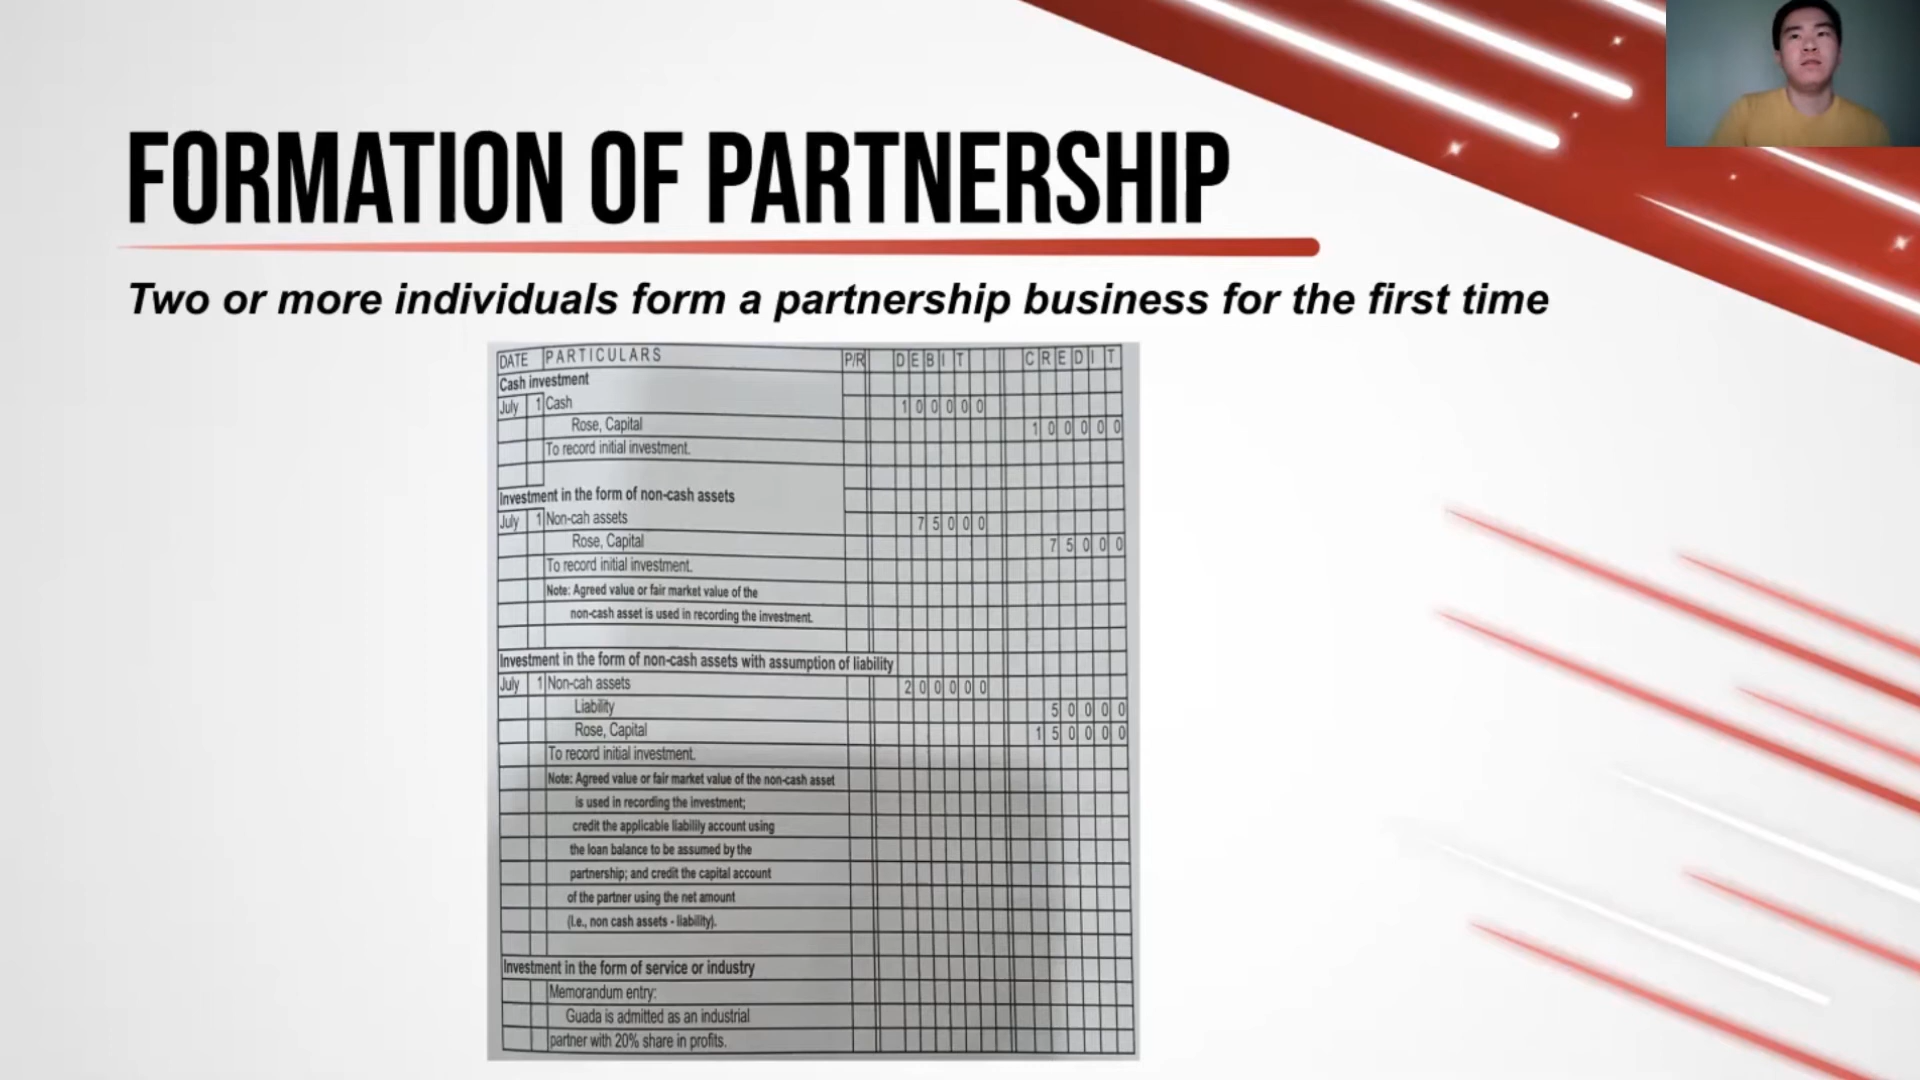 FORMATION OF PARTNERSHIP
Two or more individuals form a partnership business for the first time
DATE PARTICULARS P/R DEBIT CREDIT
Cash investment
July 1 Cash 100000
Rose, Capital 100000
To record initial investment.
Investment in the form of non-cash assets
July 1 Non-cah assets 75000
Rose, Capital 75000
To record initial investment.
Note: Agreed value or fair market value of the
non-cash asset is used in recording the investment.
Investment in the form of non-cash assets with assumption of liability
July 1 Non-cah assets 200000
Liability 50000
Rose, Capital 150000
To record initial investment.
Note: Agreed value or fair market value of the non-cash asset
is used in recording the investment;
credit the applicable liability account using
the loan balance to be assumed by the
partnership; and credit the capital account
of the partner using the net amount
(i.e., non cash assets - liability).
Investment in the form of service or industry
Memorandum entry:
Guada is admitted as an industrial
partner with 20% share in profits.